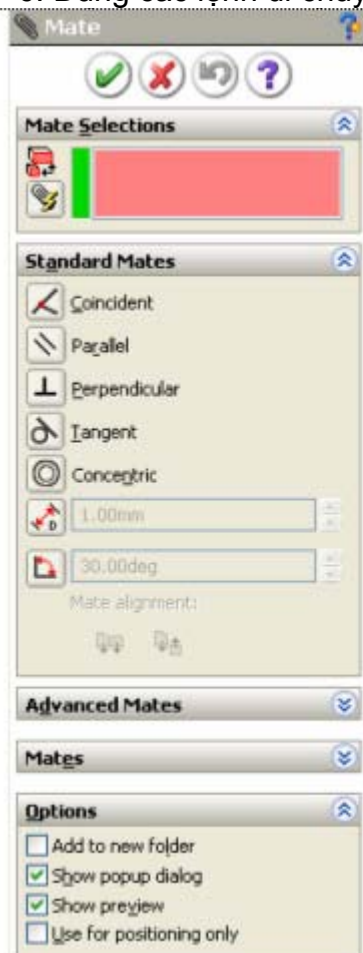 Mate
Mate Selections
Standard Mates
Coincident
Parallel
Perpendicular
Tangent
Concentric
1.00mm
30.00deg
Mate alignment:
Advanced Mates
Mates
Options
Add to new folder
Show popup dialog
Show preview
Use for positioning only